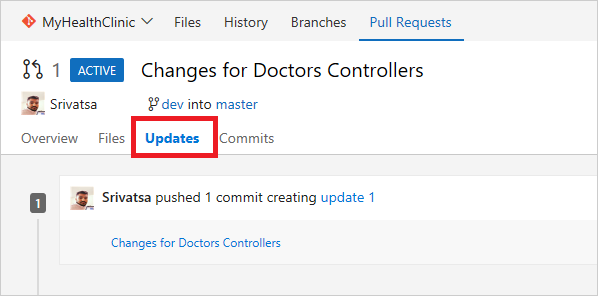 MyHealthClinic Files History Branches Pull Requests
1 ACTIVE Changes for Doctors Controllers
Srivatsa dev into master
Overview Files Updates Commits
1 Srivatsa pushed 1 commit creating update 1
Changes for Doctors Controllers